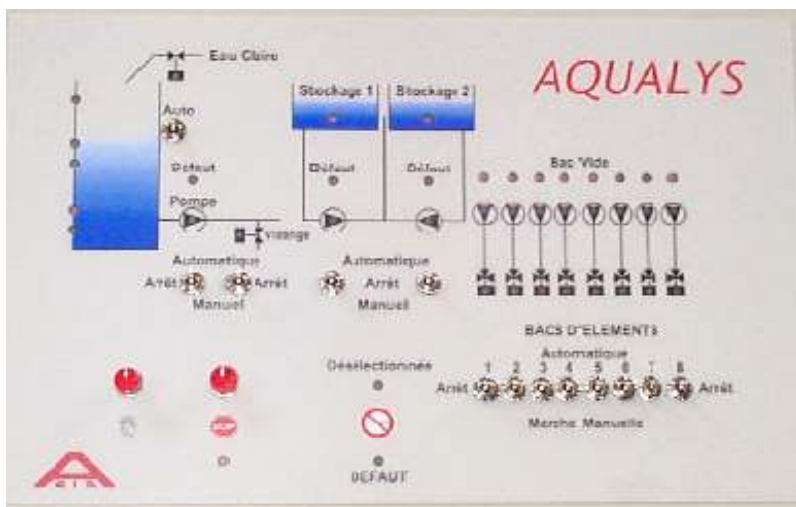 Eau Claire
AQUALYS
Stockage 1 Stockage 2
Auto
Défaut Défaut Défaut
Bac Vide
Pompe
Vidange
Automatique Automatique
Arrêt Arrêt Arrêt
Manuel Manuel
BACS D'ELEMENTS
Automatique
1 2 3 4 5 6 7 8
Désélectionnés
Arrêt Arrêt
Marche Manuelle
STOP
DEFAUT